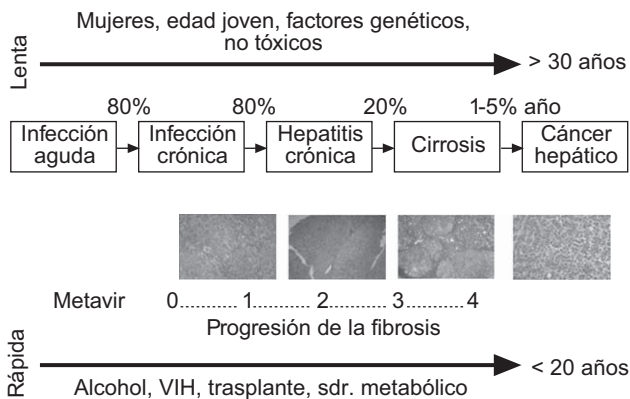 Lenta
Mujeres, edad joven, factores genéticos,
no tóxicos
> 30 años
80% 80% 20% 1-5% año
Infección aguda Infección crónica Hepatitis crónica Cirrosis Cáncer hepático
Metavir 0.............1.............2.............3.............4
Progresión de la fibrosis
Rápida
< 20 años
Alcohol, VIH, trasplante, sdr. metabólico